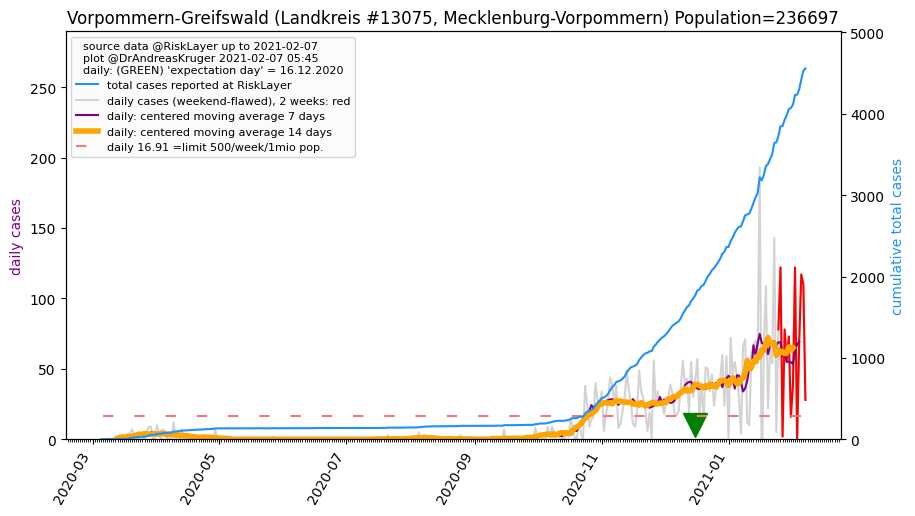 Vorpommern-Greifswald (Landkreis #13075, Mecklenburg-Vorpommern) Population=236697
source data @RiskLayer up to 2021-02-07
plot @DrAndreasKruger 2021-02-07 05:45
daily: (GREEN) 'expectation day' = 16.12.2020
total cases reported at RiskLayer
daily cases (weekend-flawed), 2 weeks: red
daily: centered moving average 7 days
daily: centered moving average 14 days
daily 16.91 =limit 500/week/1mio pop.
daily cases
250
200
150
100
50
0
5000
4000
3000
2000
1000
0
cumulative total cases
2020-03
2020-05
2020-07
2020-09
2020-11
2021-01